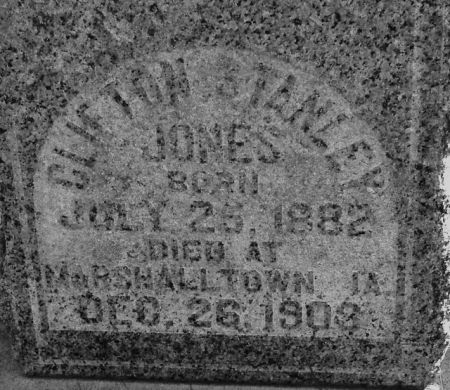 CLIFTON STANLEY
JONES
BORN
JULY 25, 1882
DIED AT
MARSHALLTOWN, IA.
DEC. 26, 1903